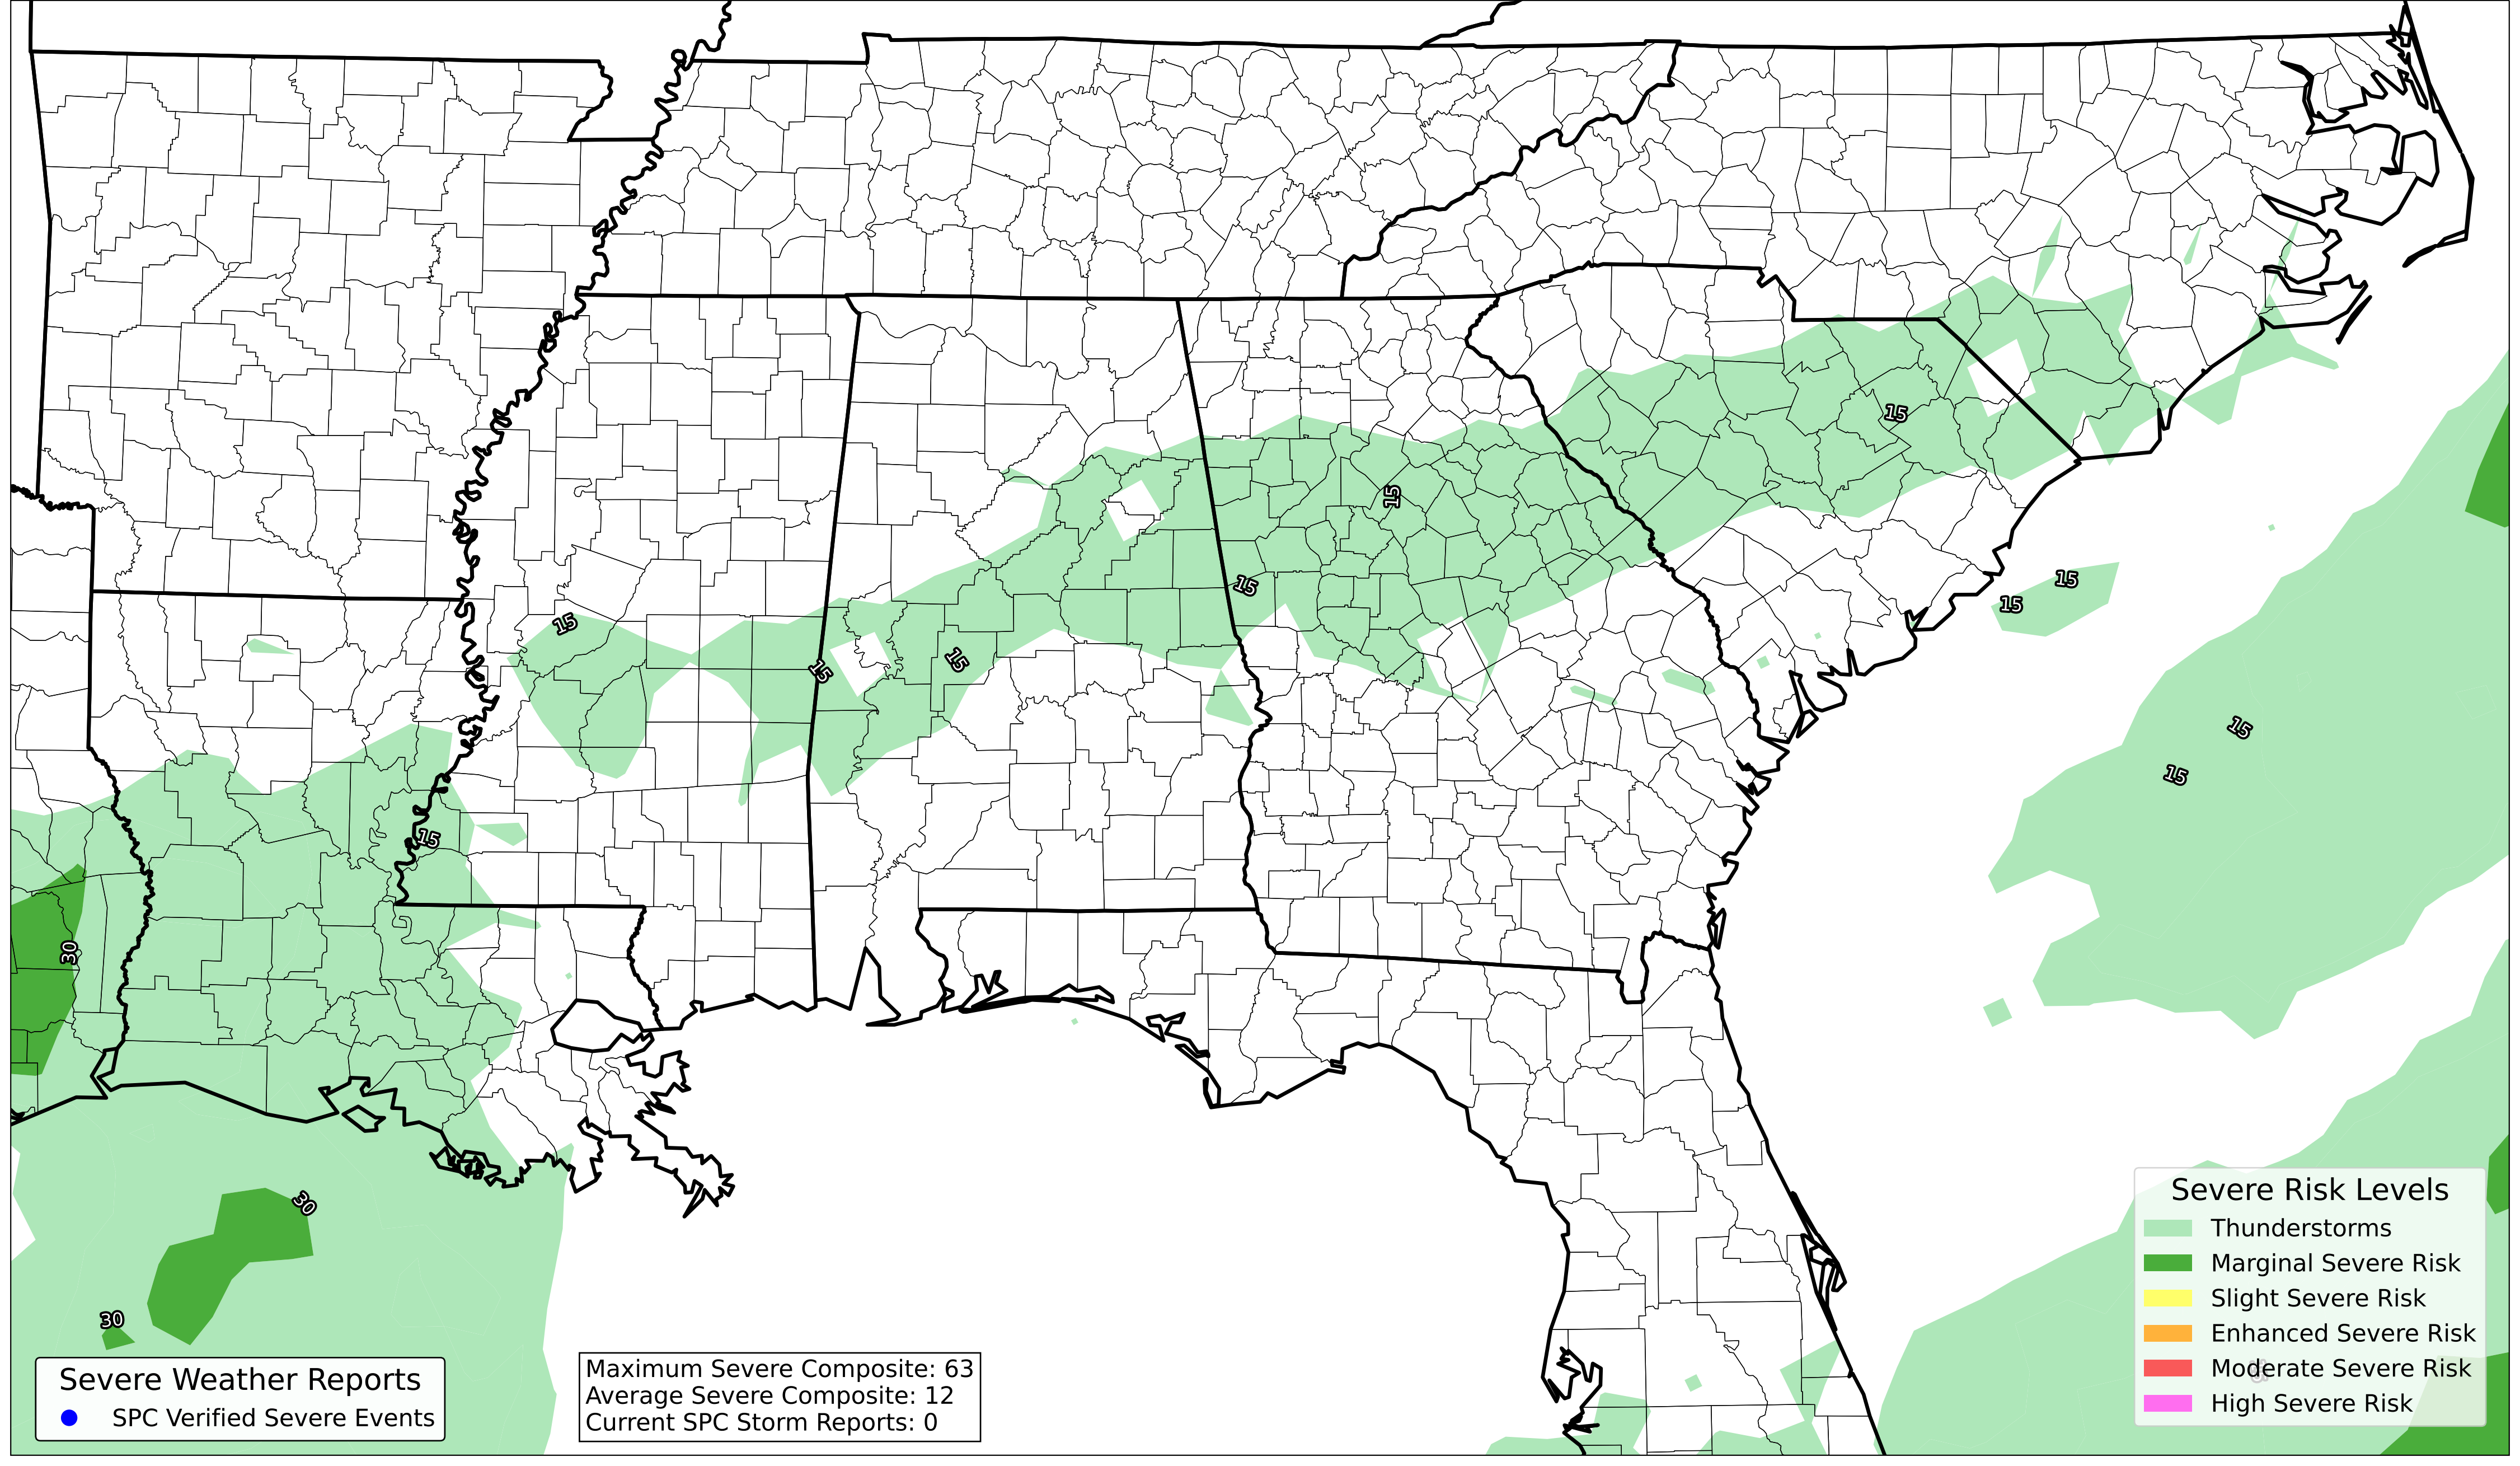 15
15
15
15
15
15
15
15
15
15
15
30
30
30
Severe Risk Levels
Thunderstorms
Marginal Severe Risk
Slight Severe Risk
Enhanced Severe Risk
Moderate Severe Risk
High Severe Risk
Severe Weather Reports
SPC Verified Severe Events
Maximum Severe Composite: 63
Average Severe Composite: 12
Current SPC Storm Reports: 0